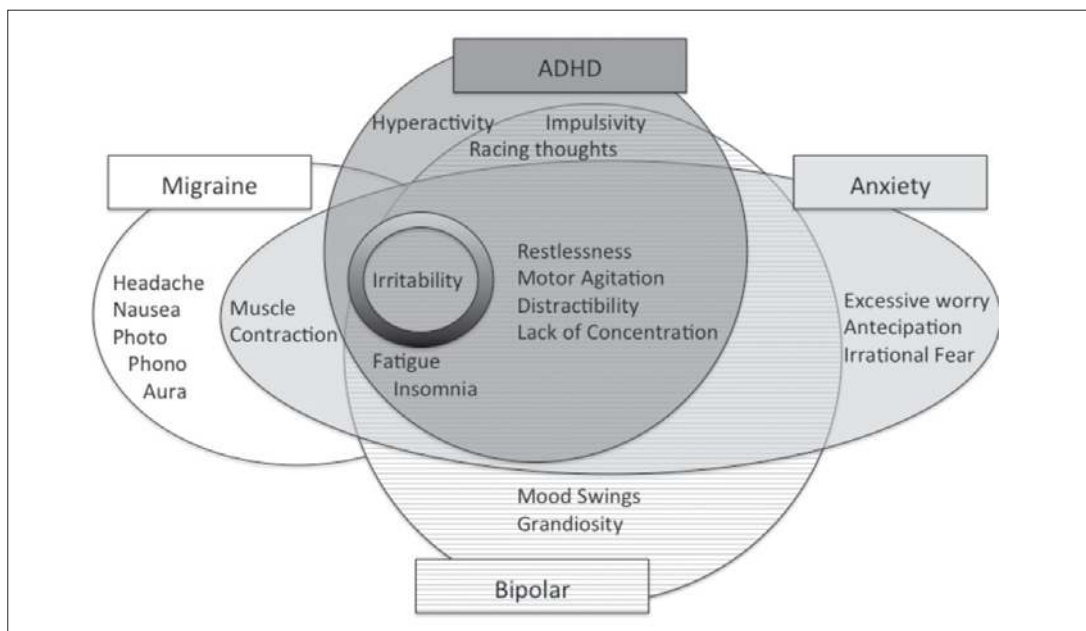 ADHD
Hyperactivity Impulsivity
Racing thoughts
Migraine
Anxiety
Headache
Nausea
Photo
Phono
Aura
Muscle
Contraction
Irritability
Fatigue
Insomnia
Restlessness
Motor Agitation
Distractibility
Lack of Concentration
Excessive worry
Antecipation
Irrational Fear
Mood Swings
Grandiosity
Bipolar